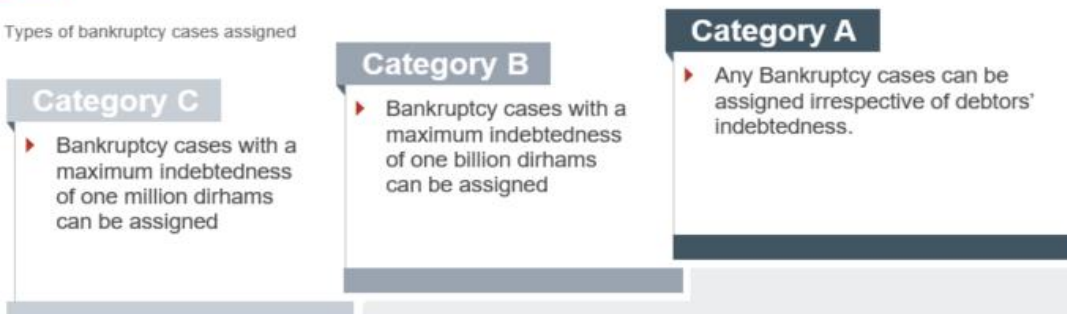 Types of bankruptcy cases assigned
Category C
Bankruptcy cases with a
maximum indebtedness
of one million dirhams
can be assigned
Category B
Bankruptcy cases with a
maximum indebtedness
of one billion dirhams
can be assigned
Category A
Any Bankruptcy cases can be
assigned irrespective of debtors'
indebtedness.